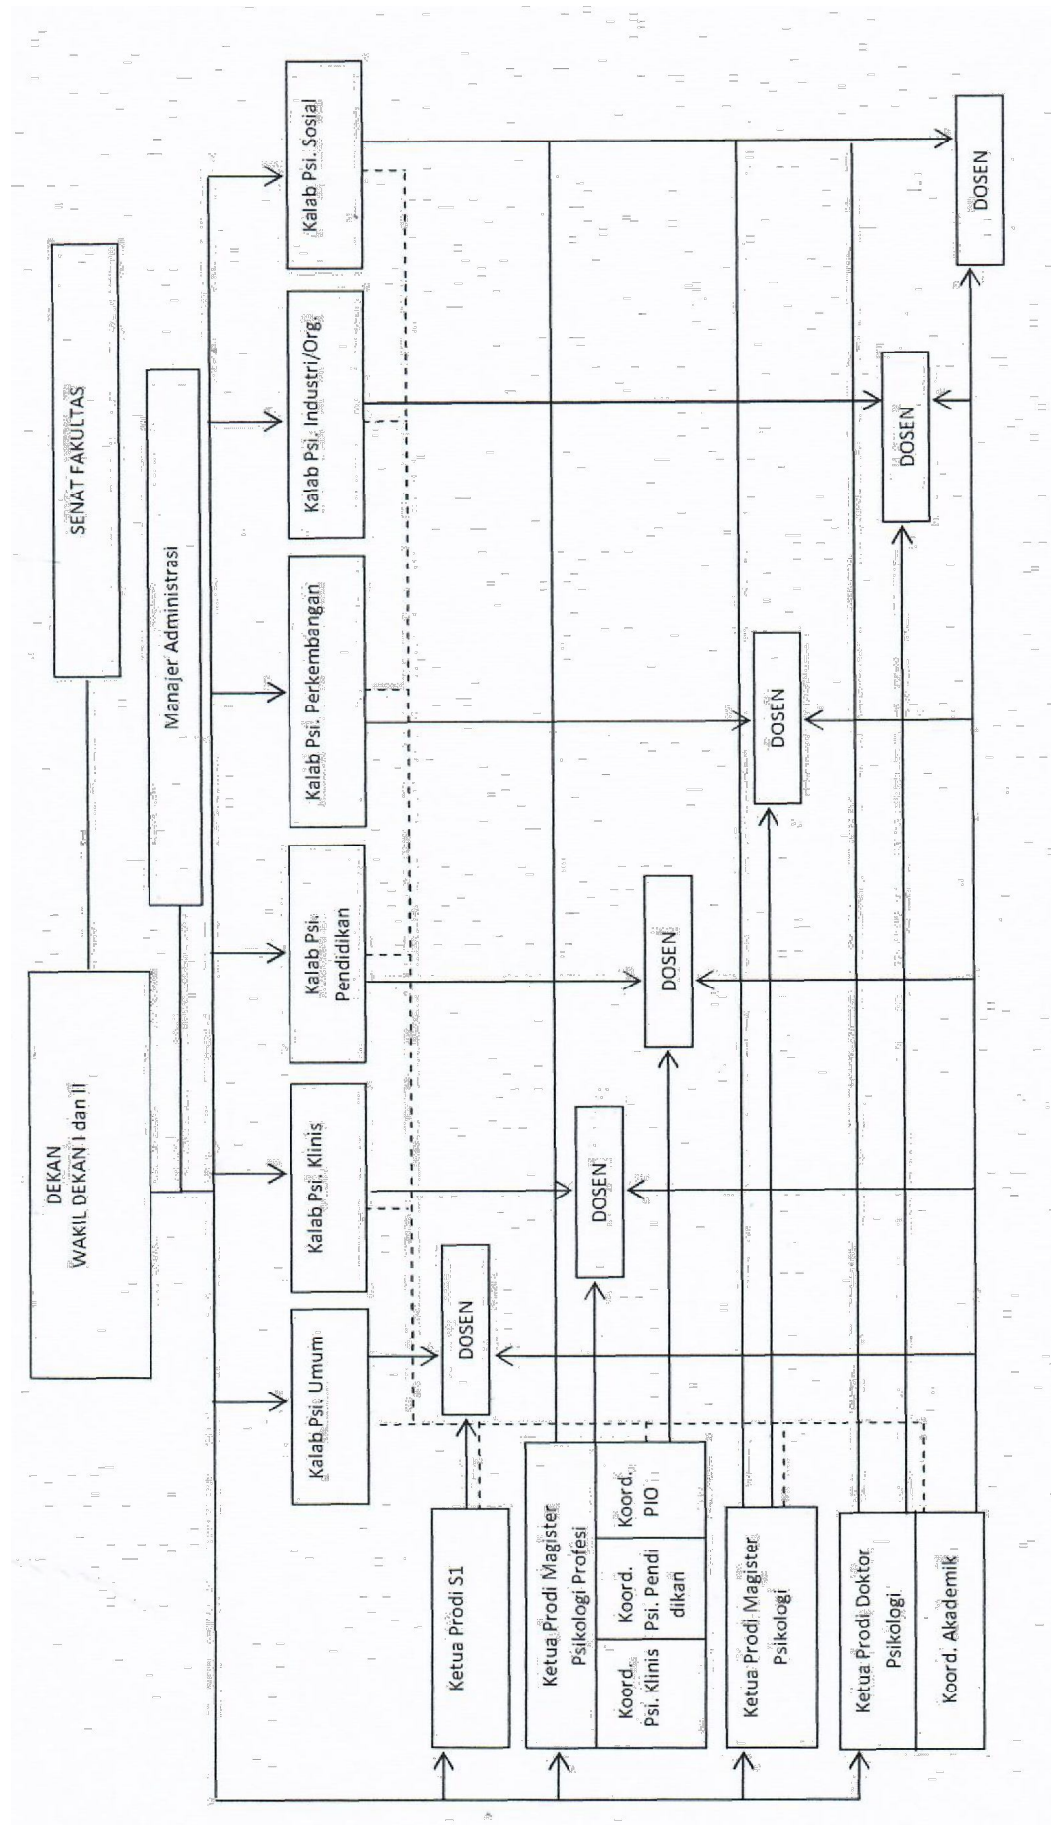 DEKAN
WAKIL DEKAN I dan II
SENAT FAKULTAS
Manajer Administrasi
Kalab Psi. Umum
Kalab Psi. Klinis
Kalab Psi.
Pendidikan
Kalab Psi. Perkembangan
Kalab Psi. Industri/Org.
Kalab Psi. Sosial
Ketua Prodi S1
DOSEN
Ketua Prodi Magister
Psikologi Profesi
Koord.
Psi. Klinis
Koord.
Psi. Pendi
dikan
Koord.
PIO
DOSEN
DOSEN
Ketua Prodi Magister
Psikologi
DOSEN
Ketua Prodi Doktor
Psikologi
Koord. Akademik
DOSEN
DOSEN